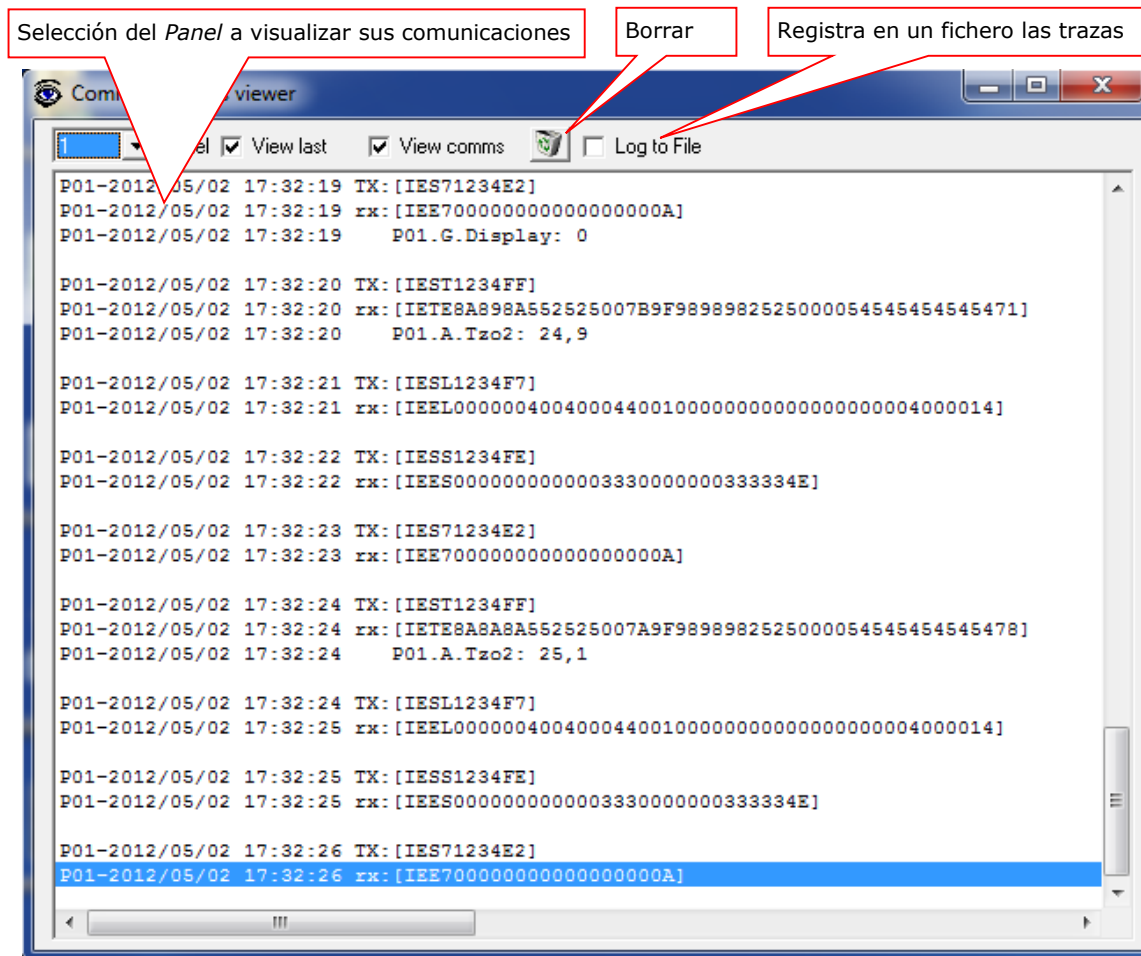 Selección del Panel a visualizar sus comunicaciones
Borrar
Registra en un fichero las trazas
viewer
1 View last View comms Log to File
P01-2012/05/02 17:32:19 TX:[IES71234E2]
P01-2012/05/02 17:32:19 rx:[IEE700000000000000000A]
P01-2012/05/02 17:32:19 P01.G.Display: 0
P01-2012/05/02 17:32:20 TX:[IEST1234FF]
P01-2012/05/02 17:32:20 rx:[IETE8A898A552525007B9F9898982525000054545454545471]
P01-2012/05/02 17:32:20 P01.A.Tzo2: 24,9
P01-2012/05/02 17:32:21 TX:[IESL1234F7]
P01-2012/05/02 17:32:21 rx:[IEEL00000040040004400100000000000000000004000014]
P01-2012/05/02 17:32:22 TX:[IESS1234FE]
P01-2012/05/02 17:32:22 rx:[IEES0000000000003330000000333334E]
P01-2012/05/02 17:32:23 TX:[IES71234E2]
P01-2012/05/02 17:32:23 rx:[IEE700000000000000000A]
P01-2012/05/02 17:32:24 TX:[IEST1234FF]
P01-2012/05/02 17:32:24 rx:[IETE8A8A8A552525007A9F9898982525000054545454545478]
P01-2012/05/02 17:32:24 P01.A.Tzo2: 25,1
P01-2012/05/02 17:32:24 TX:[IESL1234F7]
P01-2012/05/02 17:32:25 rx:[IEEL00000040040004400100000000000000000004000014]
P01-2012/05/02 17:32:25 TX:[IESS1234FE]
P01-2012/05/02 17:32:25 rx:[IEES0000000000003330000000333334E]
P01-2012/05/02 17:32:26 TX:[IES71234E2]
P01-2012/05/02 17:32:26 rx:[IEE700000000000000000A]